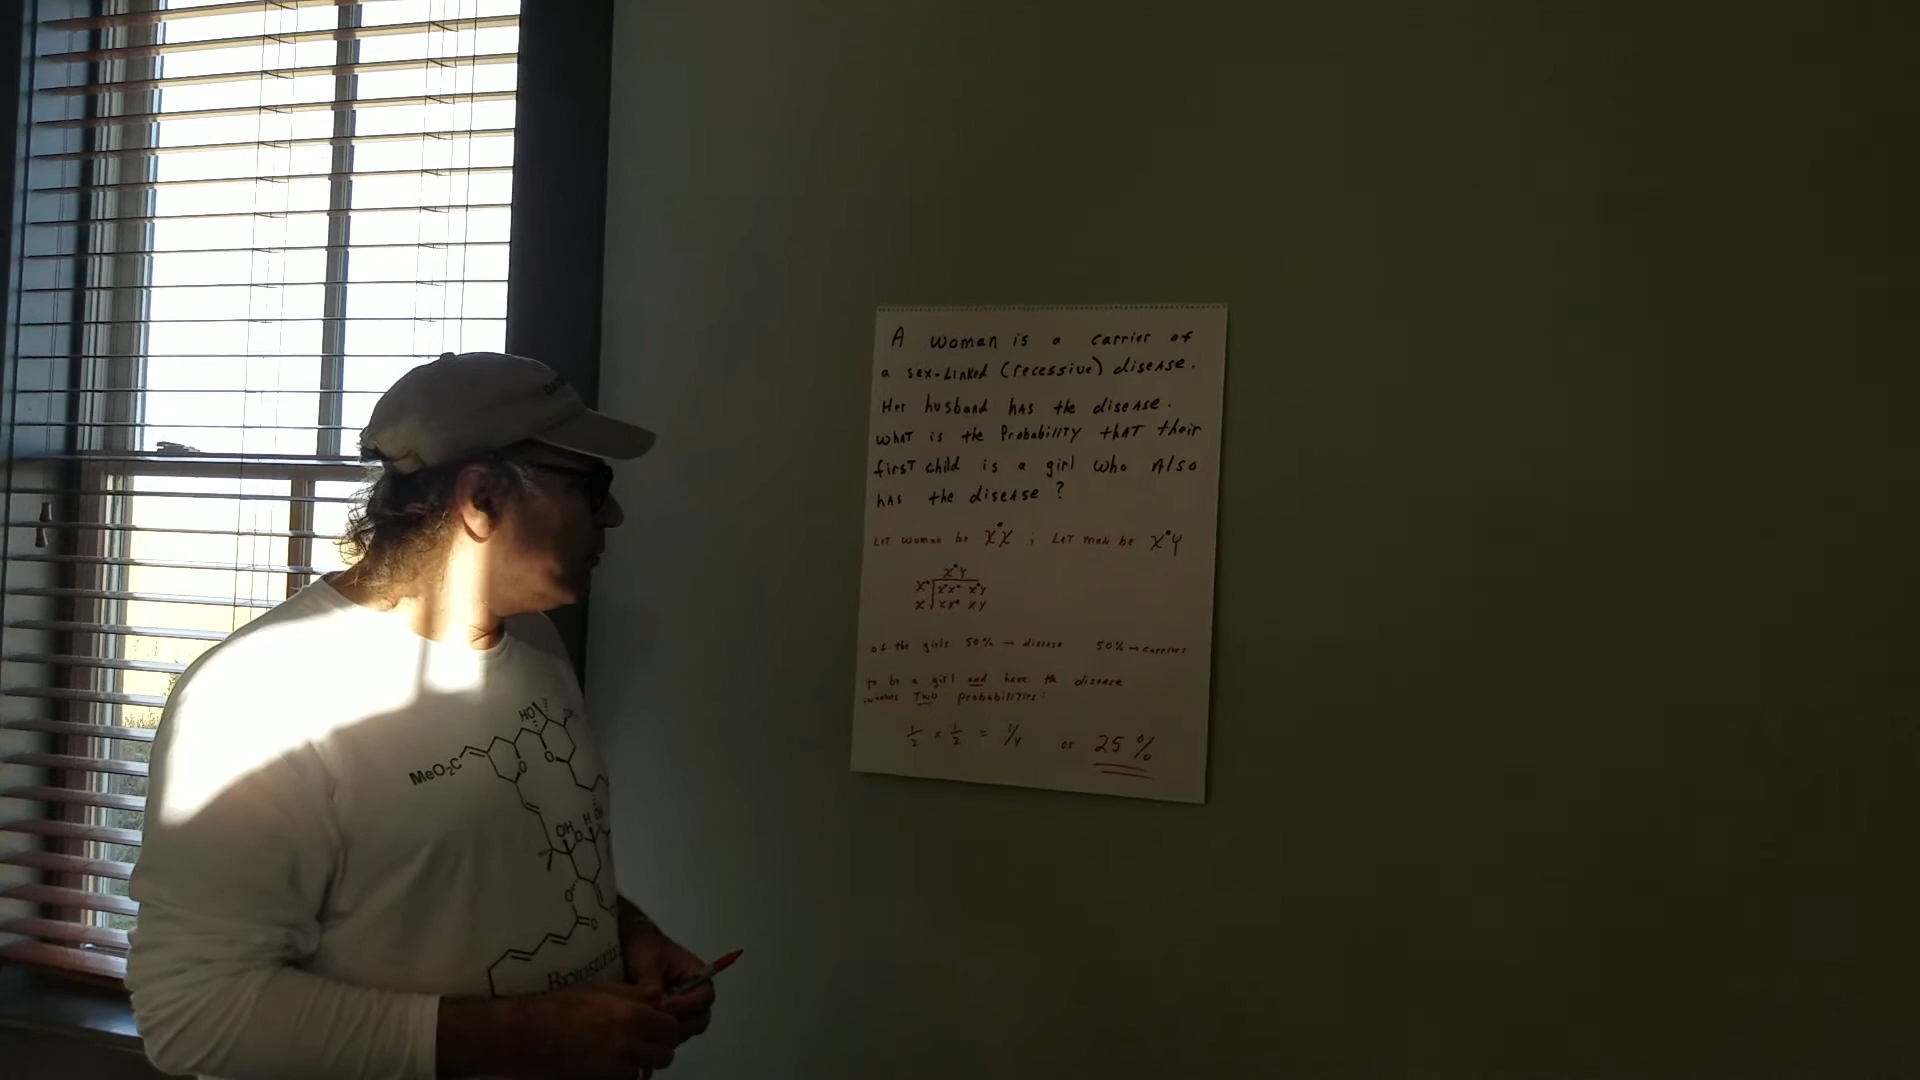 A woman is a carrier of
a sex-linked (recessive) disease.
Her husband has the disease.
What is the Probability that their
first child is a girl who Also
has the disease?
Let woman be X•X ; Let man be X•Y
X•Y
X• X•X• X•Y
X XX• XY
of the girls 50% → disease 50% → carriers
to be a girl and have the disease
involves TWO probabilities:
1/2 x 1/2 = 1/4 or 25%
HO
MeO2C
O
O
OH
O
H
OH
O
O